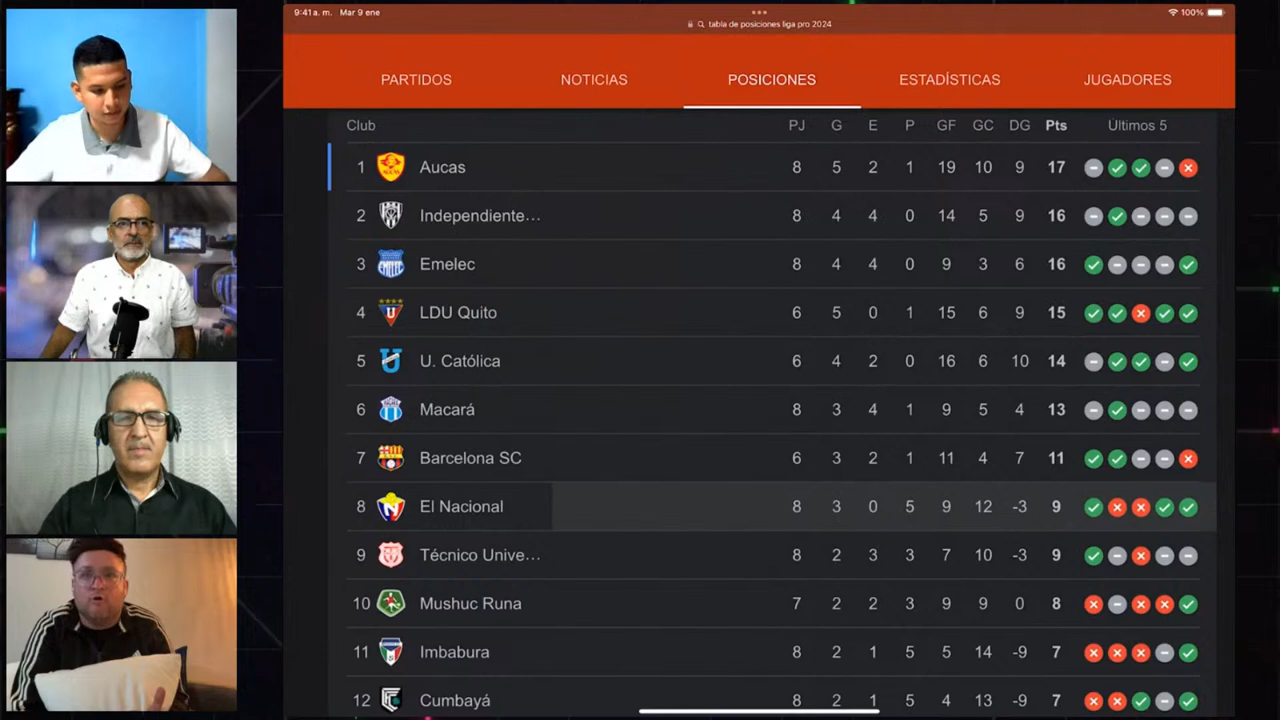 9:41 a. m. Mar 9 ene
100%
tabla de posiciones liga pro 2024
PARTIDOS NOTICIAS POSICIONES ESTADÍSTICAS JUGADORES
Club PJ G E P GF GC DG Pts Últimos 5
1 AUCAS Aucas 8 5 2 1 19 10 9 17
2 Independiente... 8 4 4 0 14 5 9 16
3 EMELEC Emelec 8 4 4 0 9 3 6 16
4 U LDU Quito 6 5 0 1 15 6 9 15
5 U. Católica 6 4 2 0 16 6 10 14
6 Macará 8 3 4 1 9 5 4 13
7 Barcelona SC 6 3 2 1 11 4 7 11
8 N El Nacional 8 3 0 5 9 12 -3 9
9 Técnico Unive... 8 2 3 3 7 10 -3 9
10 Mushuc Runa 7 2 2 3 9 9 0 8
11 Imbabura 8 2 1 5 5 14 -9 7
12 Cumbayá 8 2 1 5 4 13 -9 7